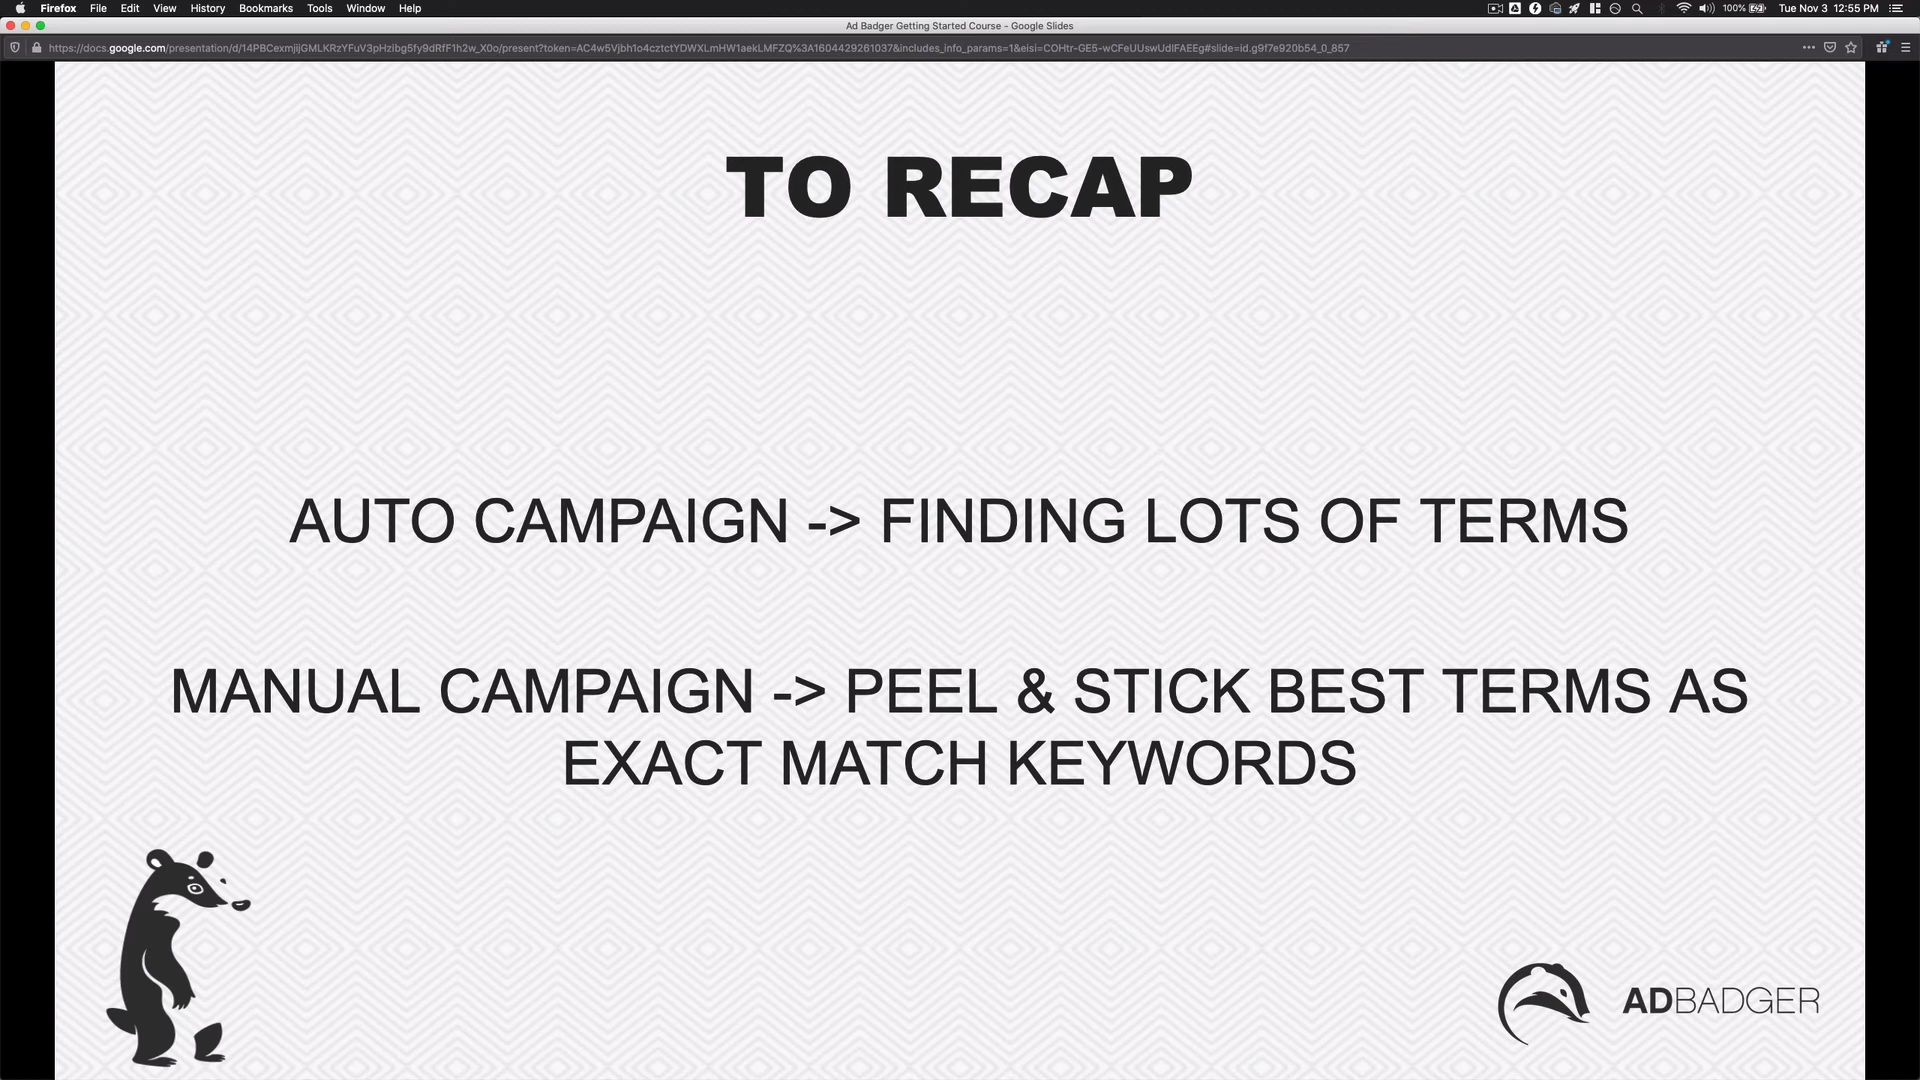 Firefox File Edit View History Bookmarks Tools Window Help 100% Tue Nov 3 12:55 PM
Ad Badger Getting Started Course - Google Slides
TO RECAP
AUTO CAMPAIGN -> FINDING LOTS OF TERMS
MANUAL CAMPAIGN -> PEEL & STICK BEST TERMS AS
EXACT MATCH KEYWORDS
ADBADGER